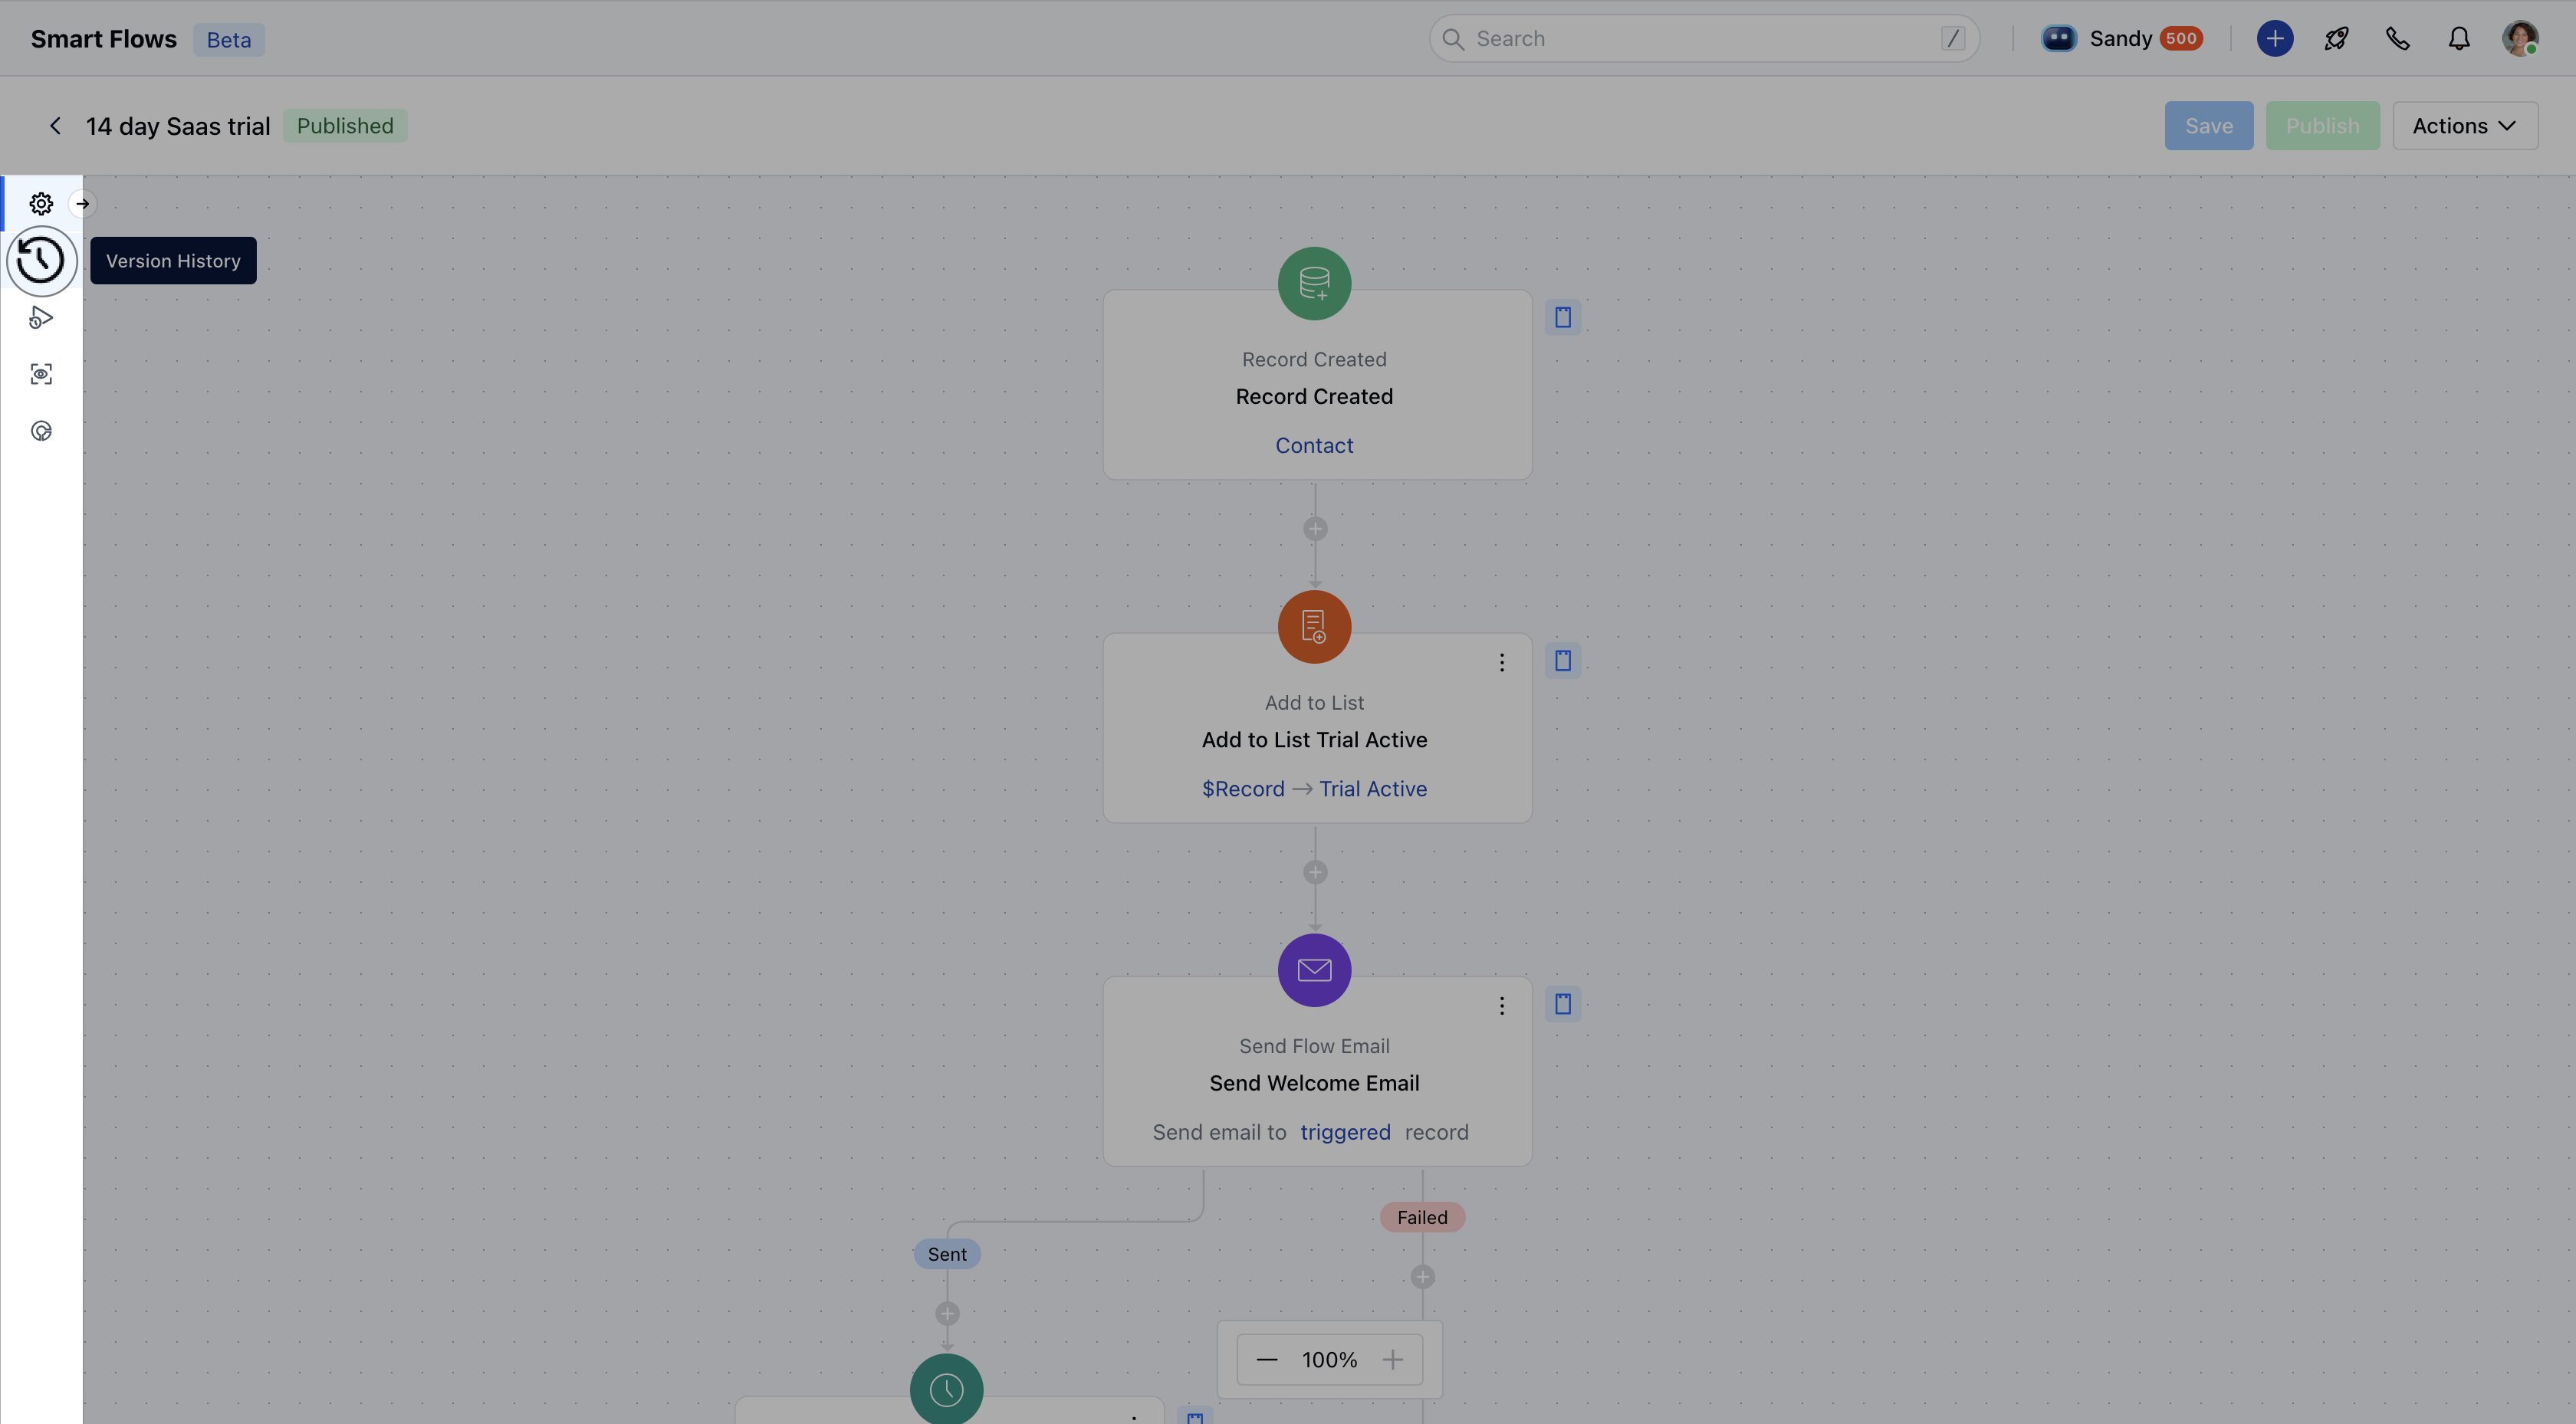 Smart Flows Beta
Search /
Sandy 500
14 day Saas trial Published
Save Publish Actions
Version History
Record Created
Record Created
Contact
Add to List
Add to List Trial Active
$Record → Trial Active
Send Flow Email
Send Welcome Email
Send email to triggered record
Failed
Sent
100%